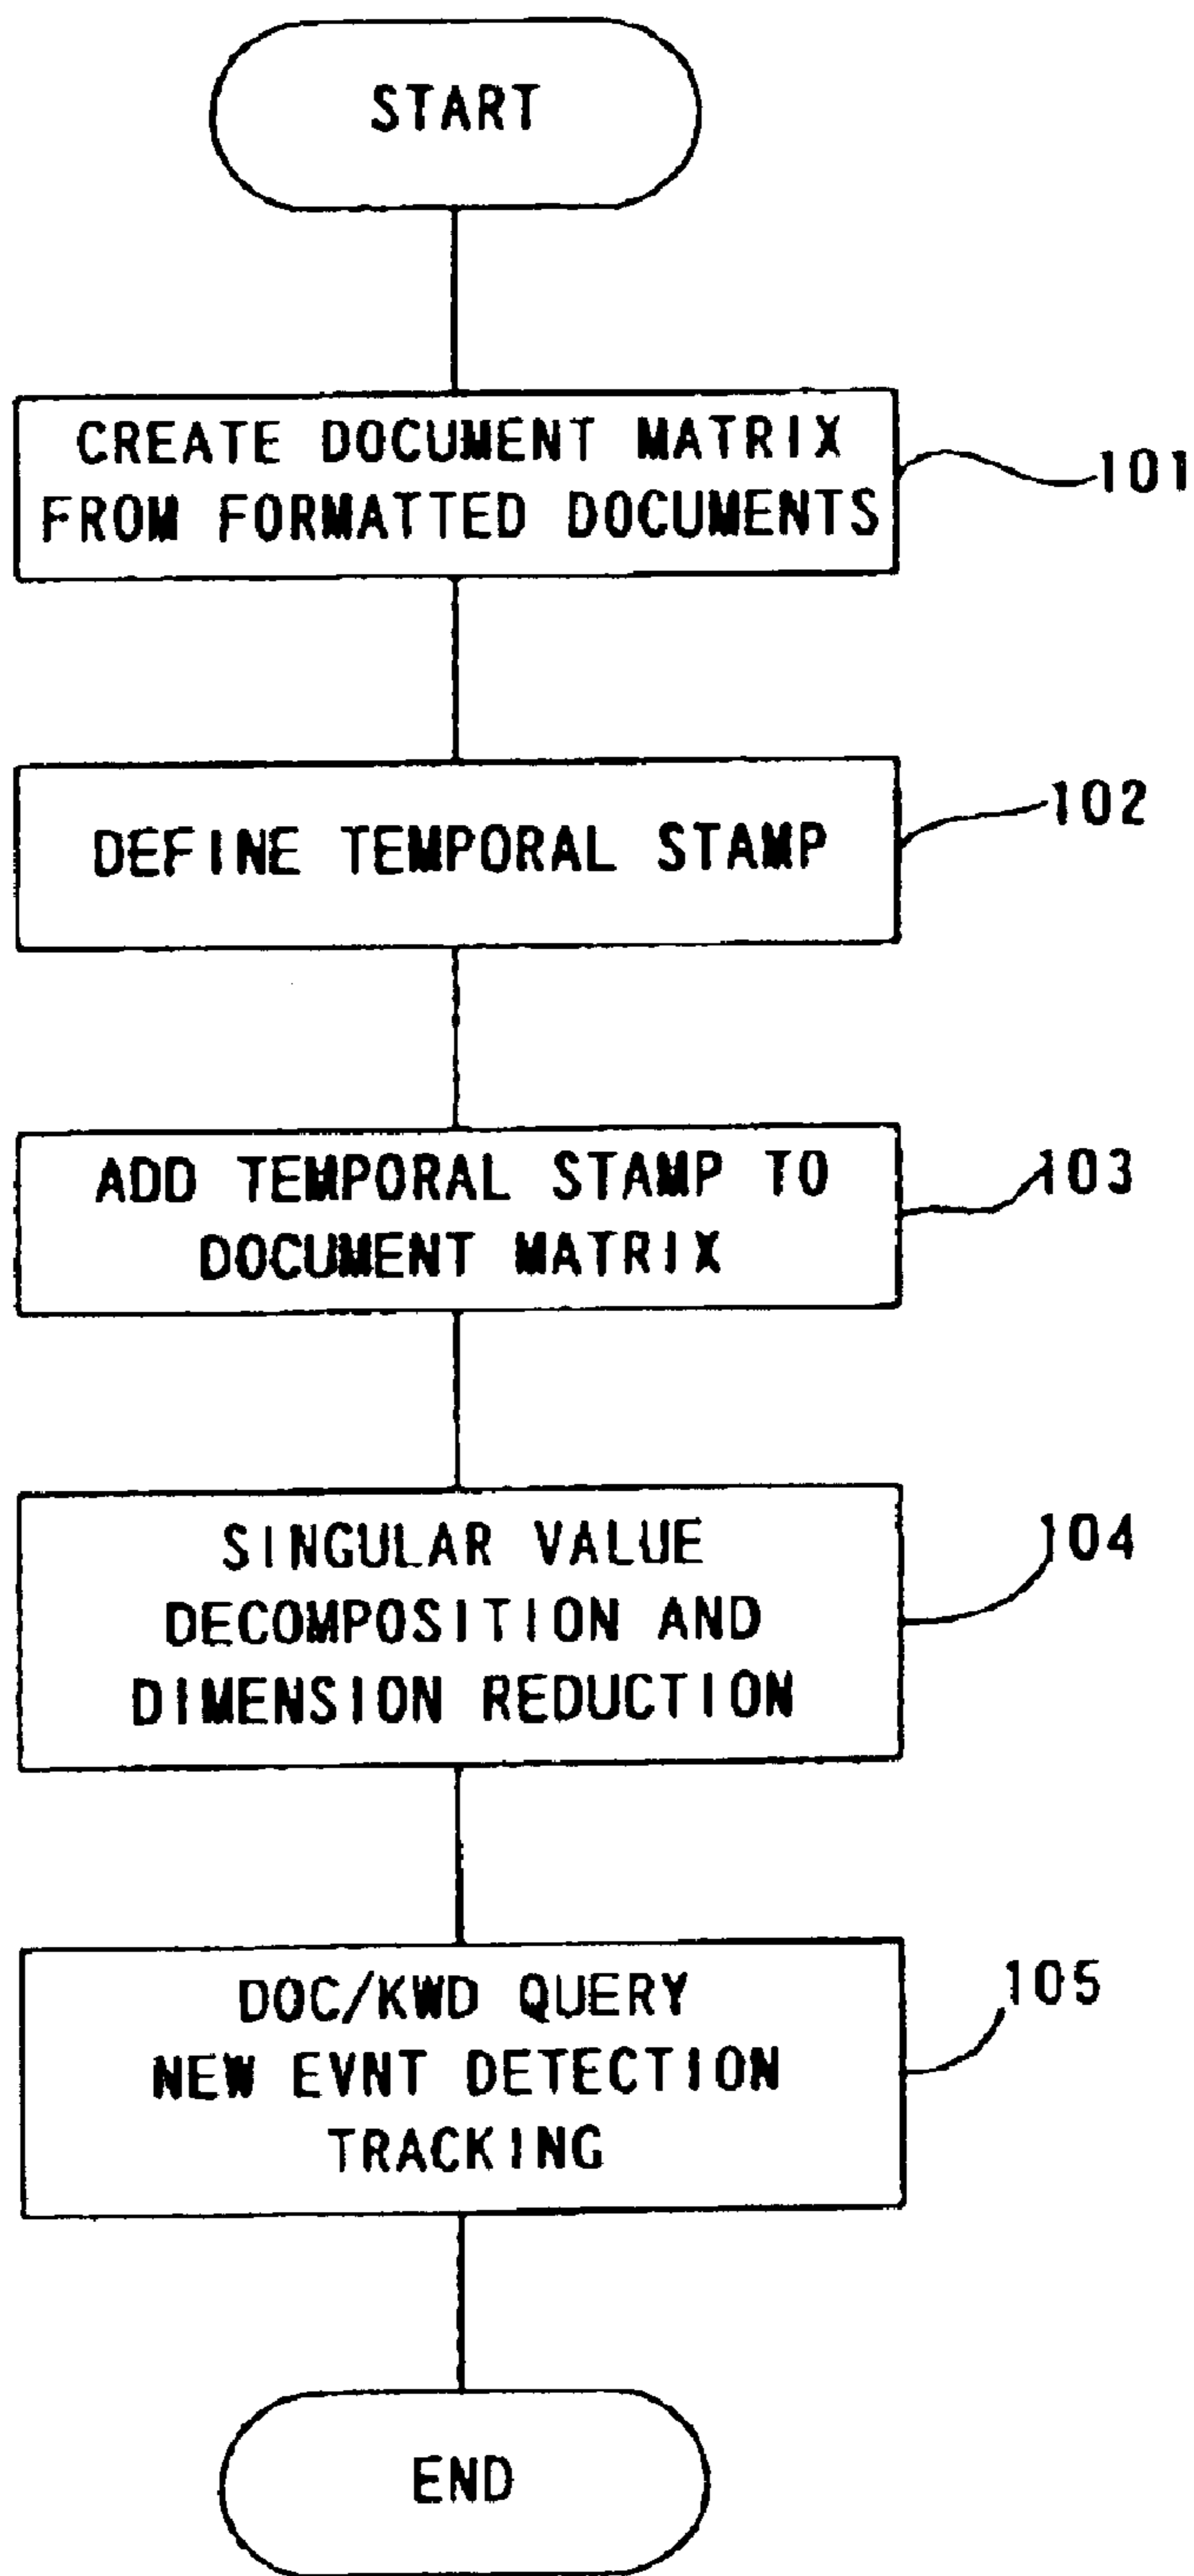 START
CREATE DOCUMENT MATRIX
FROM FORMATTED DOCUMENTS
101
DEFINE TEMPORAL STAMP
102
ADD TEMPORAL STAMP TO
DOCUMENT MATRIX
103
SINGULAR VALUE
DECOMPOSITION AND
DIMENSION REDUCTION
104
DOC/KWD QUERY
NEW EVNT DETECTION
TRACKING
105
END